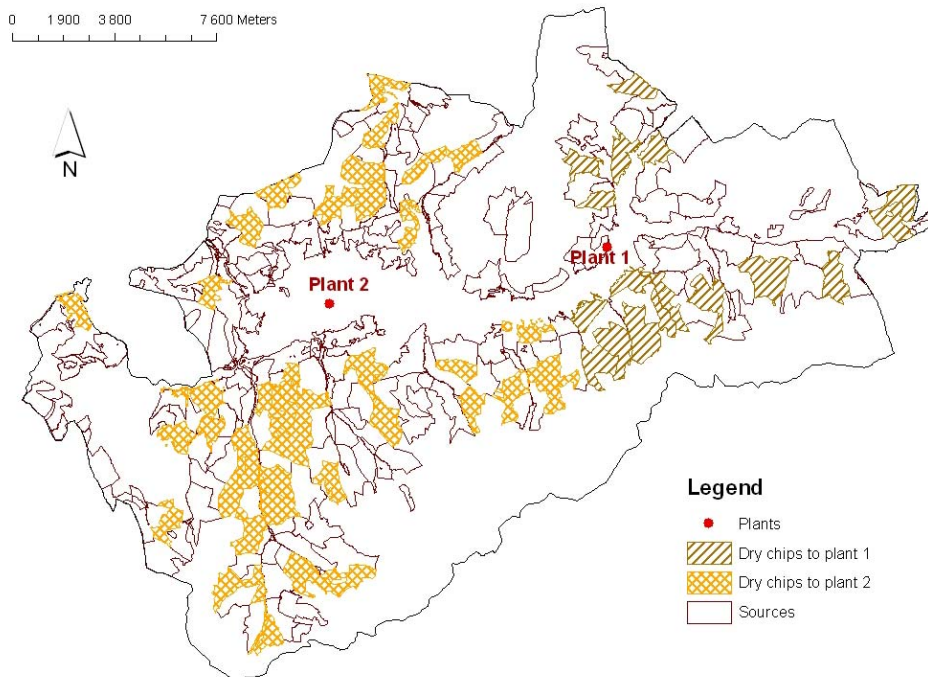 0 1 900 3 800 7 600 Meters
N
Plant 1
Plant 2
Legend
Plants
Dry chips to plant 1
Dry chips to plant 2
Sources